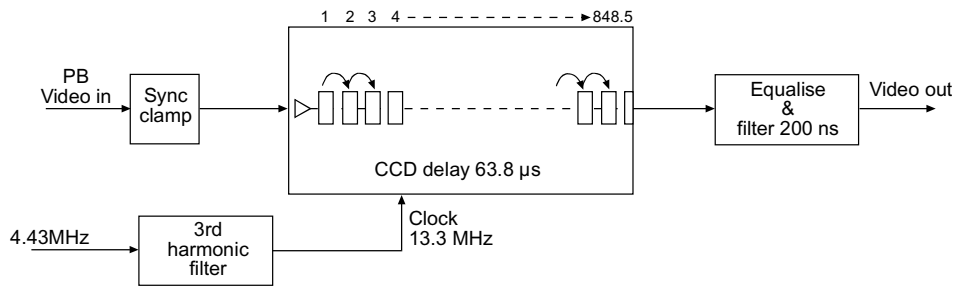 1 2 3 4 848.5
PB
Video in
Sync
clamp
CCD delay 63.8 µs
Equalise
&
filter 200 ns
Video out
4.43MHz
3rd
harmonic
filter
Clock
13.3 MHz